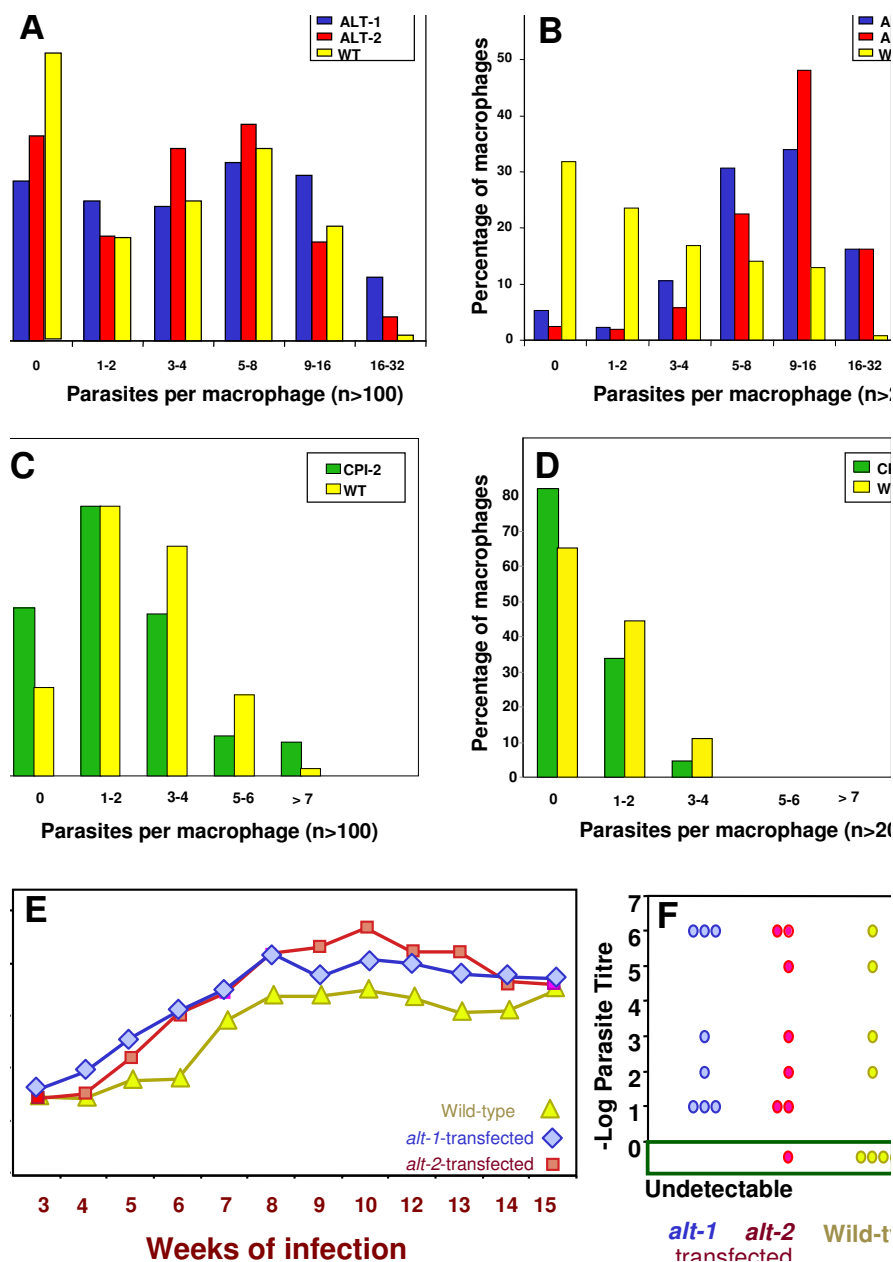 A
ALT-1
ALT-2
WT
0 1-2 3-4 5-8 9-16 16-32
Parasites per macrophage (n>100)
B
Percentage of macrophages
50
40
30
20
10
0
0 1-2 3-4 5-8 9-16 16-32
Parasites per macrophage (n>2
C
CPI-2
WT
0 1-2 3-4 5-6 > 7
Parasites per macrophage (n>100)
D
Percentage of macrophages
80
70
60
50
40
30
20
10
0
0 1-2 3-4 5-6 > 7
Parasites per macrophage (n>20
E
Wild-type
alt-1-transfected
alt-2-transfected
3 4 5 6 7 8 9 10 12 13 14 15
Weeks of infection
F
-Log Parasite Titre
7
6
5
3
2
1
0
Undetectable
alt-1 alt-2 Wild-t
transfected